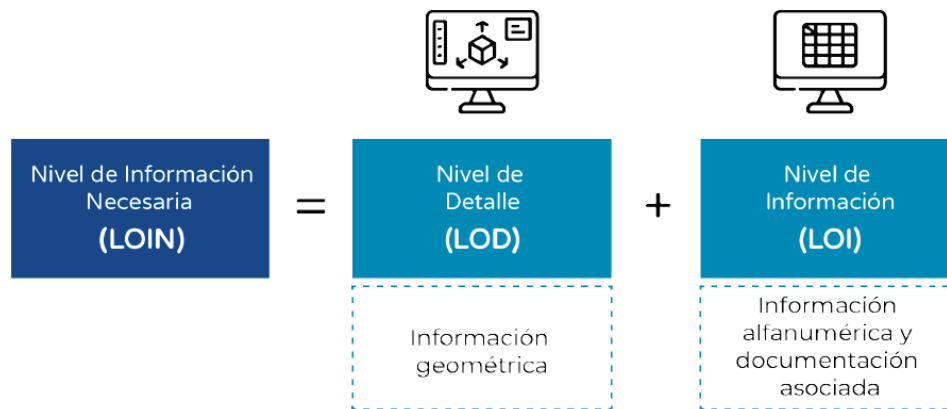 Nivel de Información
Necesaria
(LOIN)
=
Nivel de
Detalle
(LOD)
+
Nivel de
Información
(LOI)
Información
geométrica
Información
alfanumérica y
documentación
asociada